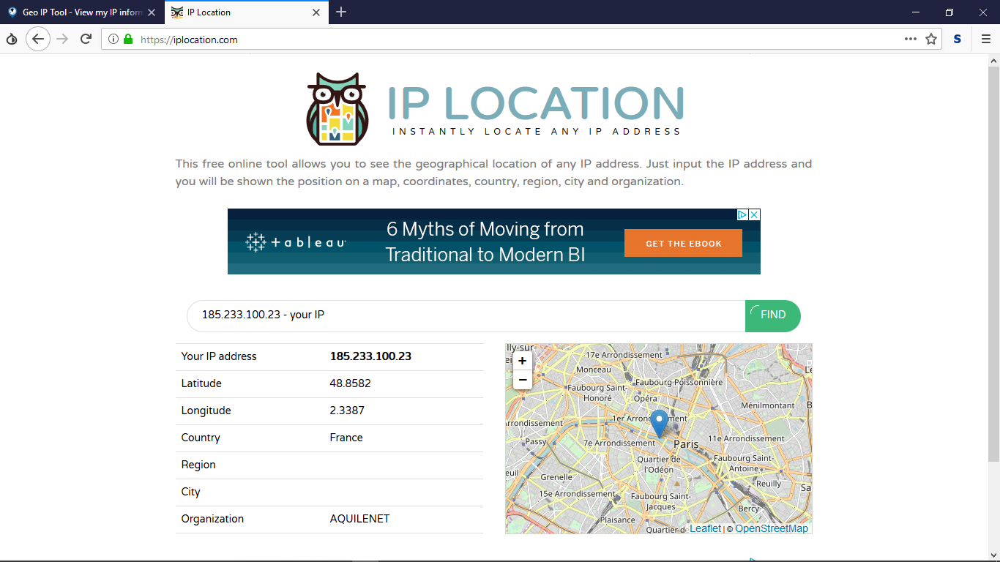 Geo IP Tool - View my IP inform
IP Location
https://iplocation.com
S
IP LOCATION
INSTANTLY LOCATE ANY IP ADDRESS
This free online tool allows you to see the geographical location of any IP address. Just input the IP address and
you will be shown the position on a map, coordinates, country, region, city and organization.
+ a b l e a u
6 Myths of Moving from
Traditional to Modern BI
GET THE EBOOK
185.233.100.23 - your IP
FIND
Your IP address 185.233.100.23
Latitude 48.8582
Longitude 2.3387
Country France
Region
City
Organization AQUILENET
+
−
lly-sur-
ei
17e Arrondissement
Monceau
Faubourg Poissonnière
Le
Faubourg Saint-
Honoré
Opéra
Ménilmontant
B
1er Arrondissement
rrondissement
Passy
7e Arrondissement
Paris
11e Arrondissement
Quartier de
l'Odéon
Faubourg Saint-
Antoine
euil
Grenelle
Reuilly
Sa
15e Arrondissement
Faubourg Saint-
Jacques
Bercy
Plaisance
Quartier d
Leaflet | © OpenStreetMap